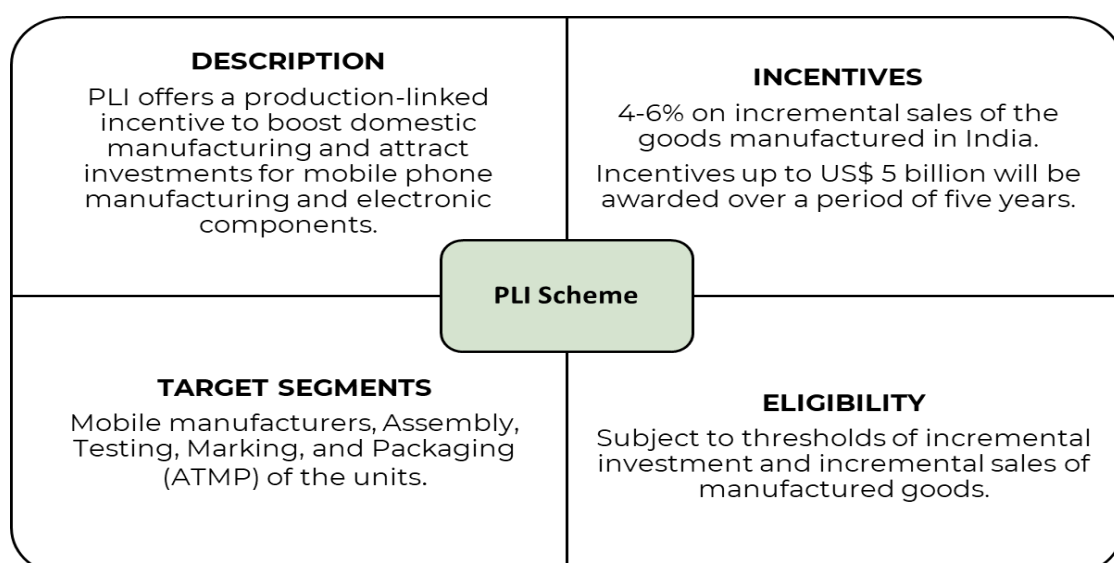 DESCRIPTION
PLI offers a production-linked
incentive to boost domestic
manufacturing and attract
investments for mobile phone
manufacturing and electronic
components.
INCENTIVES
4-6% on incremental sales of the
goods manufactured in India.
Incentives up to US$ 5 billion will be
awarded over a period of five years.
PLI Scheme
TARGET SEGMENTS
Mobile manufacturers, Assembly,
Testing, Marking, and Packaging
(ATMP) of the units.
ELIGIBILITY
Subject to thresholds of incremental
investment and incremental sales of
manufactured goods.